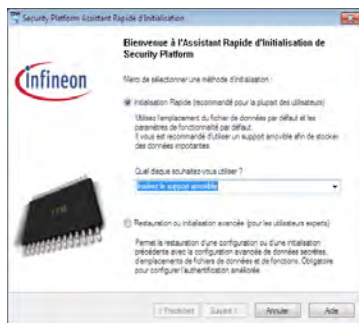 Security Platform Assistant Rapide d'Initialisation
Bienvenue à l'Assistant Rapide d'Initialisation de
Security Platform
Infineon
Merci de sélectionner une méthode d'initialisation :
Initialisation Rapide (recommandé pour la plupart des utilisateurs)
Utilisez l'emplacement du fichier de données par défaut et les
paramètres de fonctionnalité par défaut.
Il vous est recommandé d'utiliser un support amovible afin de stocker
des données importantes
Quel disque souhaitez-vous utiliser ?
Insérez le support amovible
TPM
Restauration ou initialisation avancée (pour les utilisateurs experts)
Permet la restauration d'une configuration ou d'une initialisation
précédente avec la configuration avancée de données secrètes,
d'emplacements de fichiers de données et de fonctions. Obligatoire
pour configurer l'authentification améliorée.
< Précédent
Suivant >
Annuler
Aide